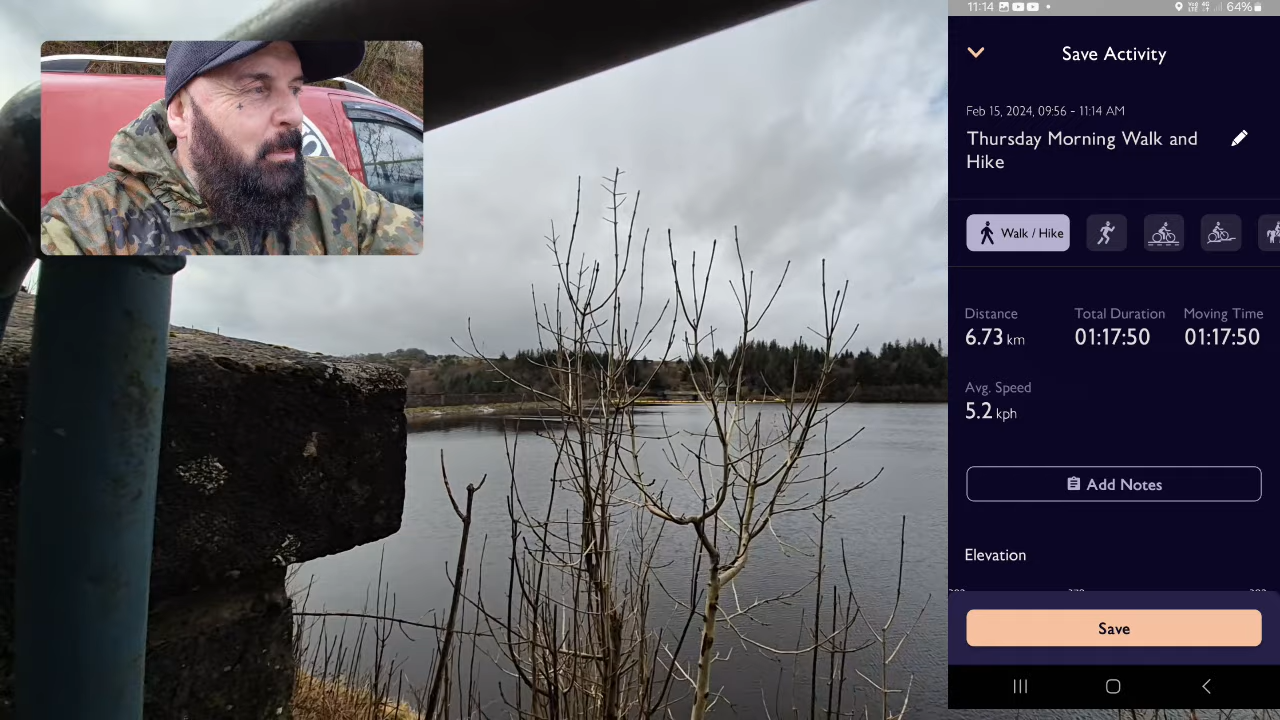 11:14 64%
Save Activity
Feb 15, 2024, 09:56 - 11:14 AM
Thursday Morning Walk and
Hike
Walk / Hike
Distance Total Duration Moving Time
6.73 km 01:17:50 01:17:50
Avg. Speed
5.2 kph
Add Notes
Elevation
Save